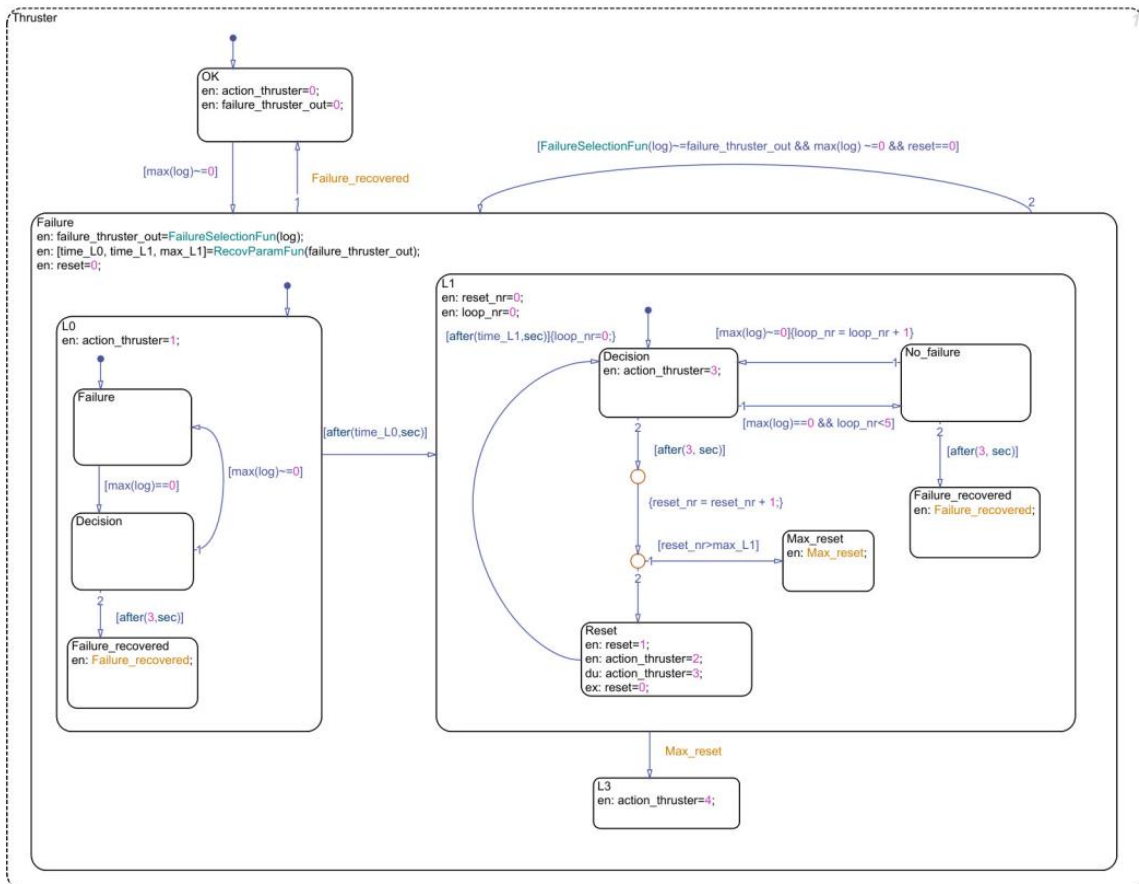 Thruster
1
OK
en: action_thruster=0;
en: failure_thruster_out=0;
[max(log)~=0]
Failure_recovered
1
[FailureSelectionFun(log)~=failure_thruster_out && max(log) ~=0 && reset==0]
2
Failure
en: failure_thruster_out=FailureSelectionFun(log);
en: [time_L0, time_L1, max_L1]=RecovParamFun(failure_thruster_out);
en: reset=0;
L0
en: action_thruster=1;
Failure
[max(log)==0]
[max(log)~=0]
Decision
1
2
[after(3,sec)]
Failure_recovered
en: Failure_recovered;
[after(time_L0,sec)]
L1
en: reset_nr=0;
en: loop_nr=0;
[after(time_L1,sec)]{loop_nr=0;}
Decision
en: action_thruster=3;
[max(log)~=0]{loop_nr = loop_nr + 1}
No_failure
1
1
[max(log)==0 && loop_nr<5]
2
[after(3, sec)]
2
[after(3, sec)]
Failure_recovered
en: Failure_recovered;
{reset_nr = reset_nr + 1;}
[reset_nr>max_L1]
1
2
Max_reset
en: Max_reset;
Reset
en: reset=1;
en: action_thruster=2;
du: action_thruster=3;
ex: reset=0;
Max_reset
L3
en: action_thruster=4;